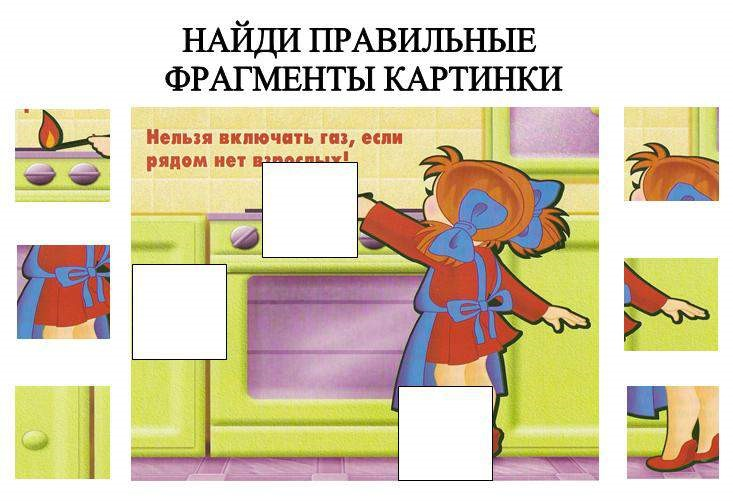 НАЙДИ ПРАВИЛЬНЫЕ
ФРАГМЕНТЫ КАРТИНКИ
Нельзя включать газ, если
рядом нет взрослых!